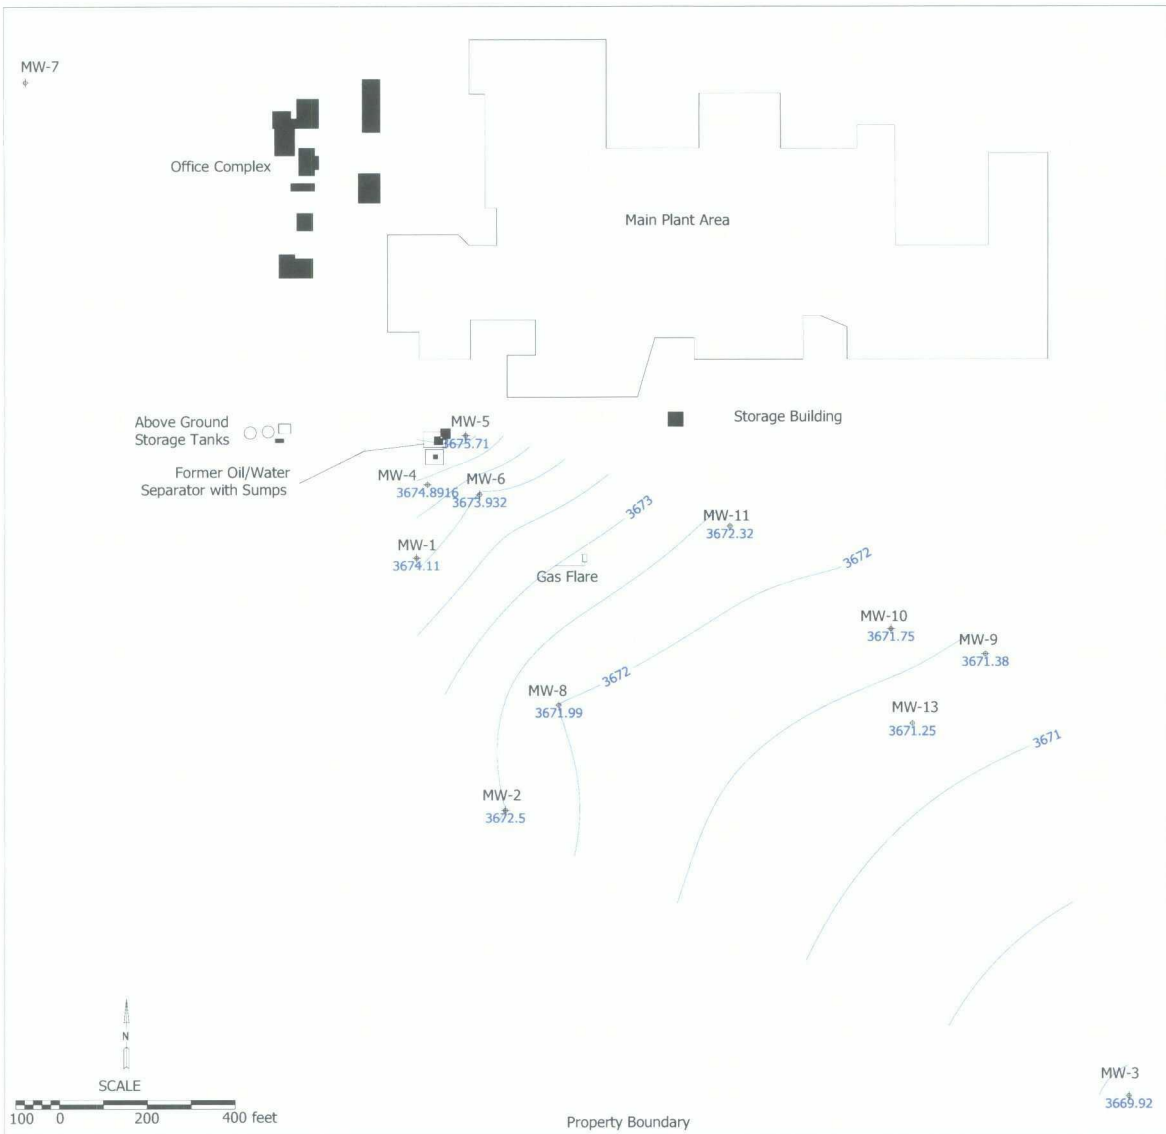 MW-7
Office Complex
Main Plant Area
Above Ground
Storage Tanks
MW-5
3675.71
Storage Building
Former Oil/Water
Separator with Sumps
MW-4
3674.8916
MW-6
3673.932
3673
MW-11
3672.32
MW-1
3674.11
Gas Flare
3672
MW-10
3671.75
MW-9
3671.38
3672
MW-8
3671.99
MW-13
3671.25
3671
MW-2
3672.5
N
SCALE
100 0 200 400 feet
MW-3
3669.92
Property Boundary